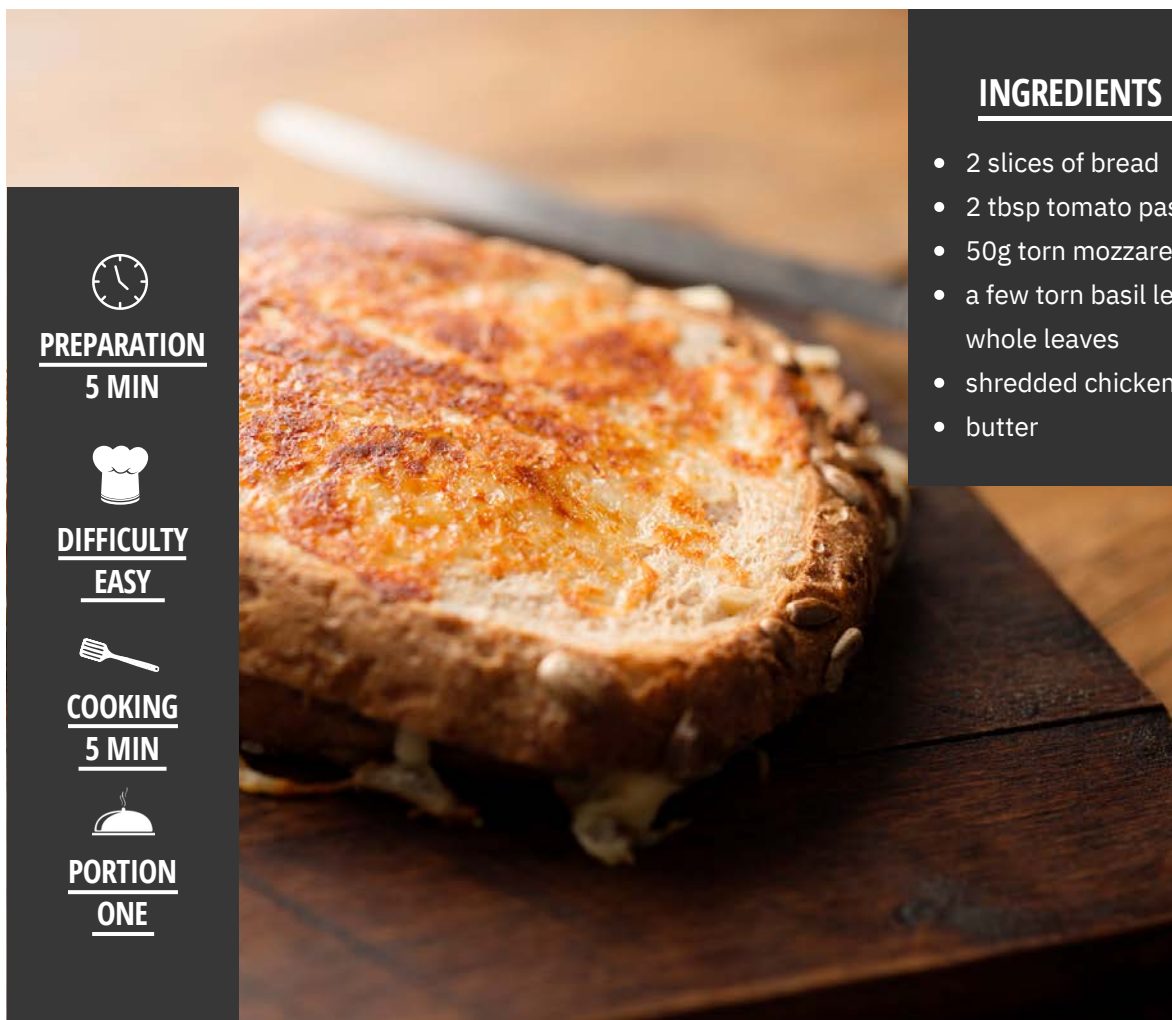 INGREDIENTS
2 slices of bread
2 tbsp tomato
50g torn
a few torn basil
whole leaves
shredded chicken
butter
PREPARATION
5 MIN
DIFFICULTY
EASY
COOKING
5 MIN
PORTION
ONE